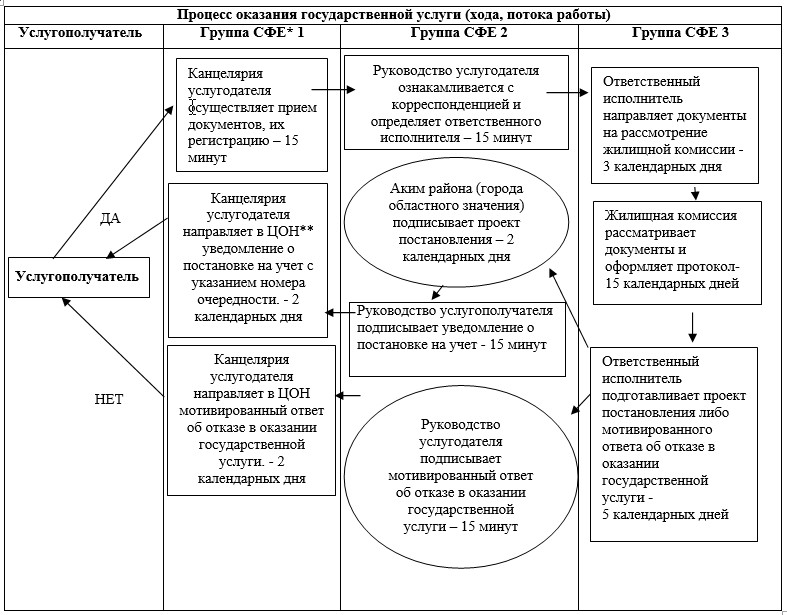 Процесс оказания государственной услуги (хода, потока работы)
Услугополучатель
Группа СФЕ* 1
Группа СФЕ 2
Группа СФЕ 3
Канцелярия
услугодателя
осуществляет прием
документов, их
регистрацию – 15
минут
Руководство услугодателя
ознакамливается с
корреспонденцией и
определяет ответственного
исполнителя – 15 минут
Ответственный
исполнитель
направляет документы
на рассмотрение
жилищной комиссии -
3 календарных дня
Аким района (города
областного значения)
подписывает проект
постановления – 2
календарных дня
Жилищная комиссия
рассматривает
документы и
оформляет протокол-
15 календарных дней
ДА
Канцелярия
услугодателя
направляет в ЦОН**
уведомление о
постановке на учет с
указанием номера
очередности. - 2
календарных дня
Услугополучатель
Руководство услугополучателя
подписывает уведомление о
постановке на учет - 15 минут
НЕТ
Канцелярия
услугодателя
направляет в ЦОН
мотивированный ответ
об отказе в оказании
государственной
услуги. - 2
календарных дня
Руководство
услугодателя
подписывает
мотивированный ответ
об отказе в оказании
государственной
услуги – 15 минут
Ответственный
исполнитель
подготавливает проект
постановления либо
мотивированного
ответа об отказе в
оказании
государственной
услуги -
5 календарных дней